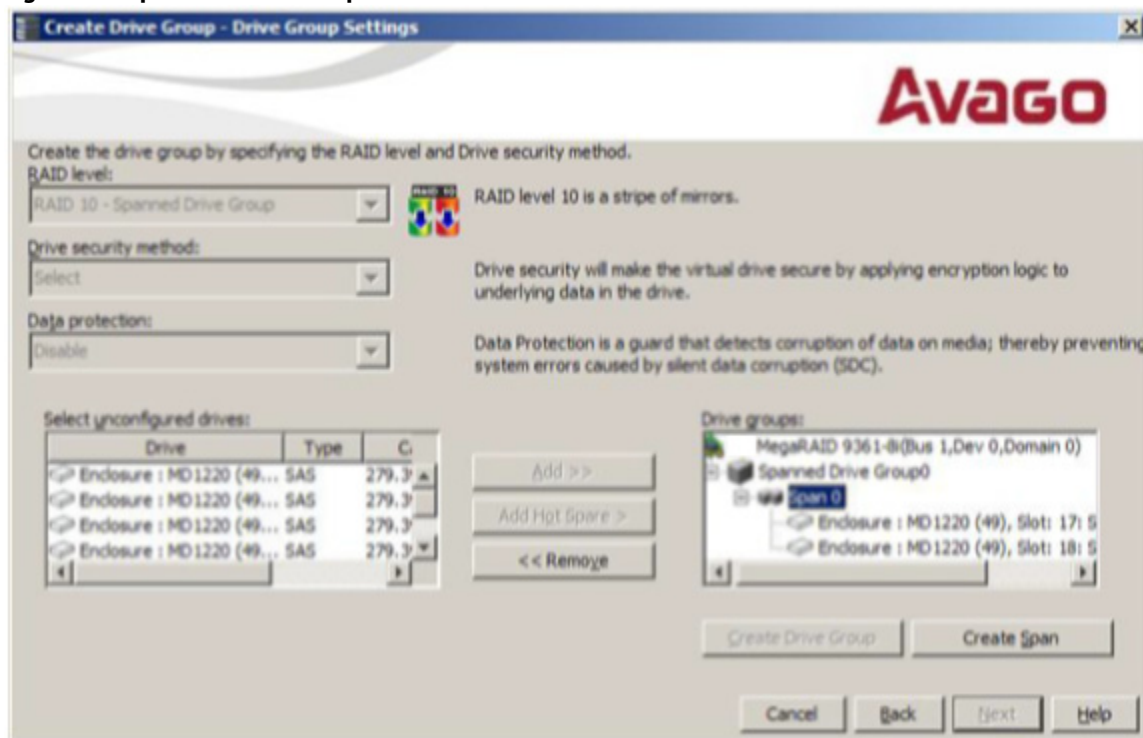 Create Drive Group - Drive Group Settings
Avago
Create the drive group by specifying the RAID level and Drive security method.
RAID level:
RAID 10 - Spanned Drive Group
RAID 10
RAID level 10 is a stripe of mirrors.
Drive security method:
Select
Drive security will make the virtual drive secure by applying encryption logic to
underlying data in the drive.
Data protection:
Disable
Data Protection is a guard that detects corruption of data on media; thereby preventing
system errors caused by silent data corruption (SDC).
Select unconfigured drives:
Drive Type
Enclosure : MD1220 (49... SAS 279.3
Enclosure : MD1220 (49... SAS 279.3
Enclosure : MD1220 (49... SAS 279.3
Enclosure : MD1220 (49... SAS 279.3
Add >>
Add Hot Spare >
<< Remove
Drive groups:
MegaRAID 9361-8i(Bus 1,Dev 0,Domain 0)
Spanned Drive Group0
Span 0
Enclosure : MD1220 (49), Slot: 17: S
Enclosure : MD1220 (49), Slot: 18: S
Create Drive Group
Create Span
Cancel
Back
Next
Help